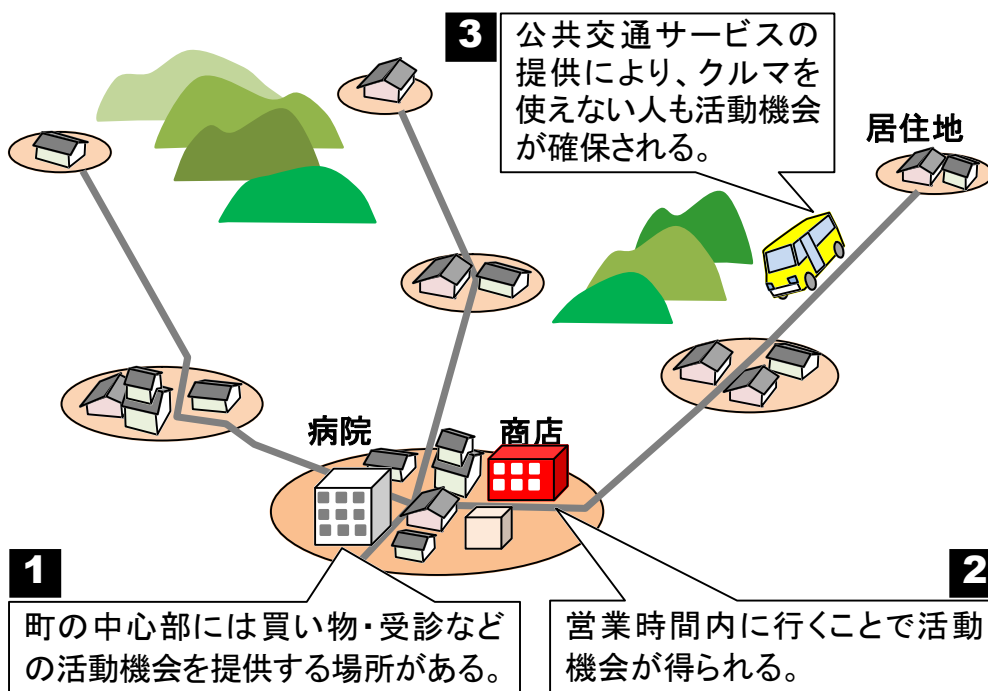 3
公共交通サービスの
提供により、クルマを
使えない人も活動機会
が確保される。
居住地
病院
商店
1
町の中心部には買い物・受診など
の活動機会を提供する場所がある。
2
営業時間内に行くことで活動
機会が得られる。